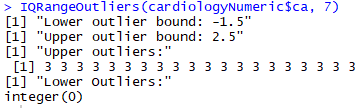 > IQRangeOutliers(cardiologyNumeric$ca, 7)
[1] "Lower outlier bound: -1.5"
[1] "Upper outlier bound: 2.5"
[1] "Upper outliers:"
 [1] 3 3 3 3 3 3 3 3 3 3 3 3 3 3 3 3 3 3 3 3
[1] "Lower Outliers:"
integer(0)